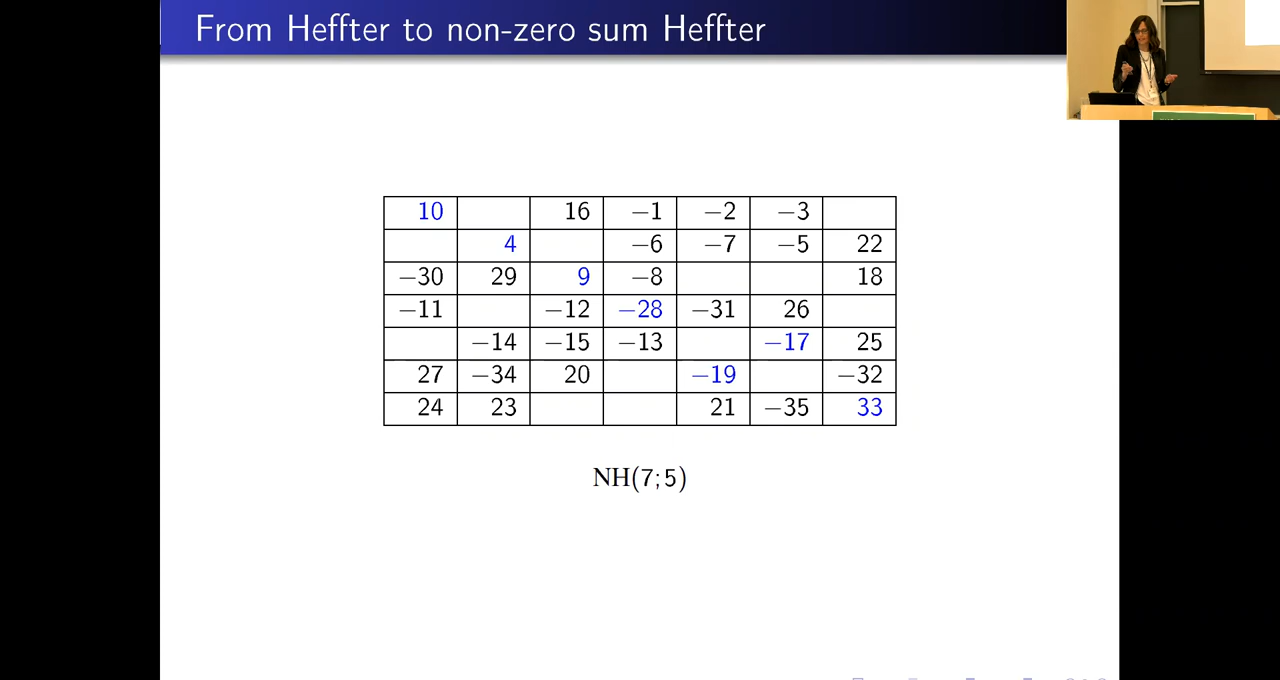 From Heffter to non-zero sum Heffter
10 16 −1 −2 −3
4 −6 −7 −5 22
−30 29 9 −8 18
−11 −12 −28 −31 26
−14 −15 −13 −17 25
27 −34 20 −19 −32
24 23 21 −35 33
NH(7;5)